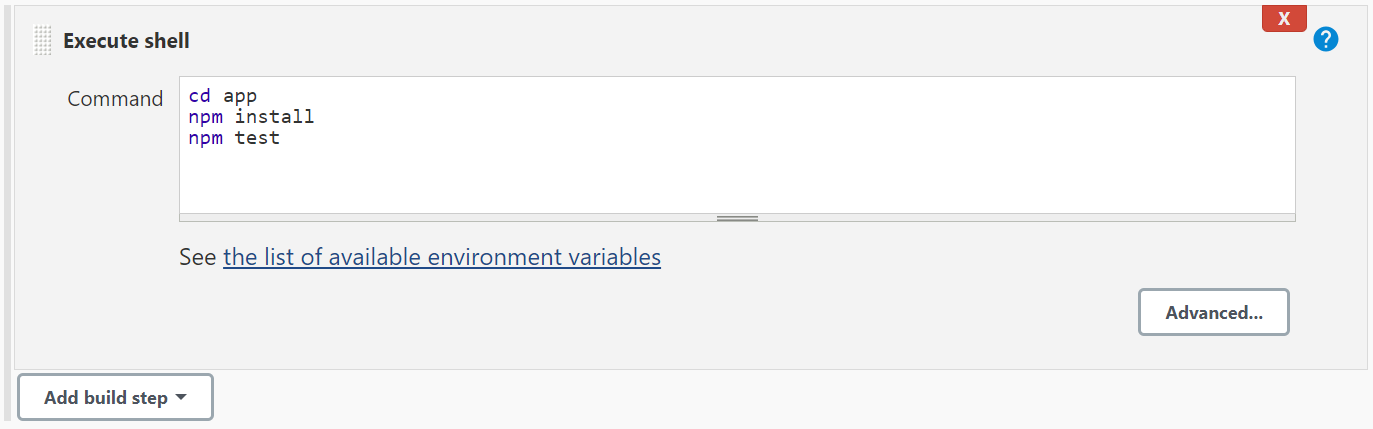 X
Execute shell
?
Command
cd app
npm install
npm test
See the list of available environment variables
Advanced...
Add build step